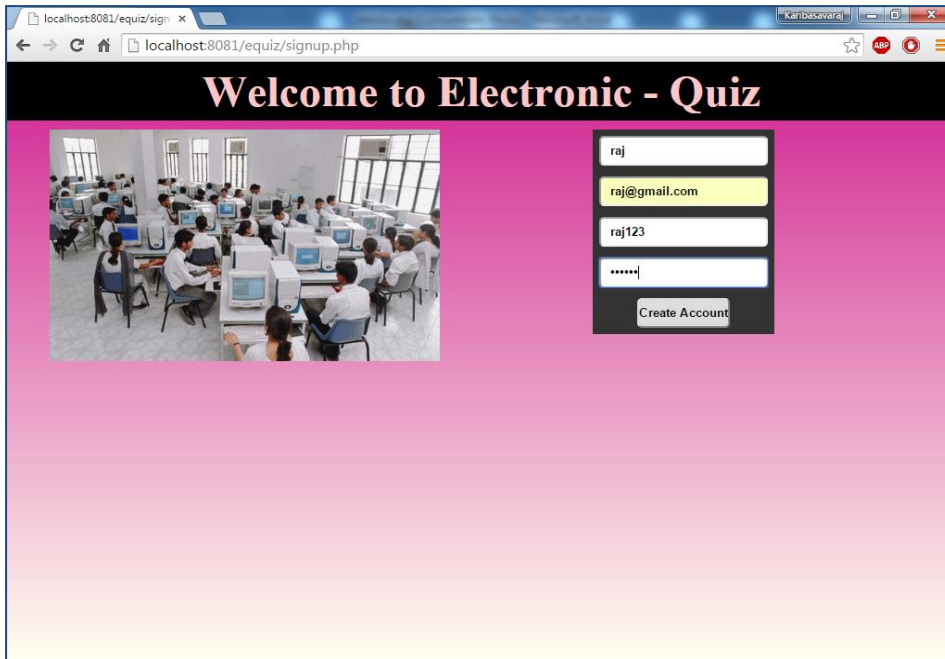 localhost:8081/equiz/sign
Karibasavaraj
localhost:8081/equiz/signup.php
ABP
Welcome to Electronic - Quiz
raj
raj@gmail.com
raj123
••••••
Create Account